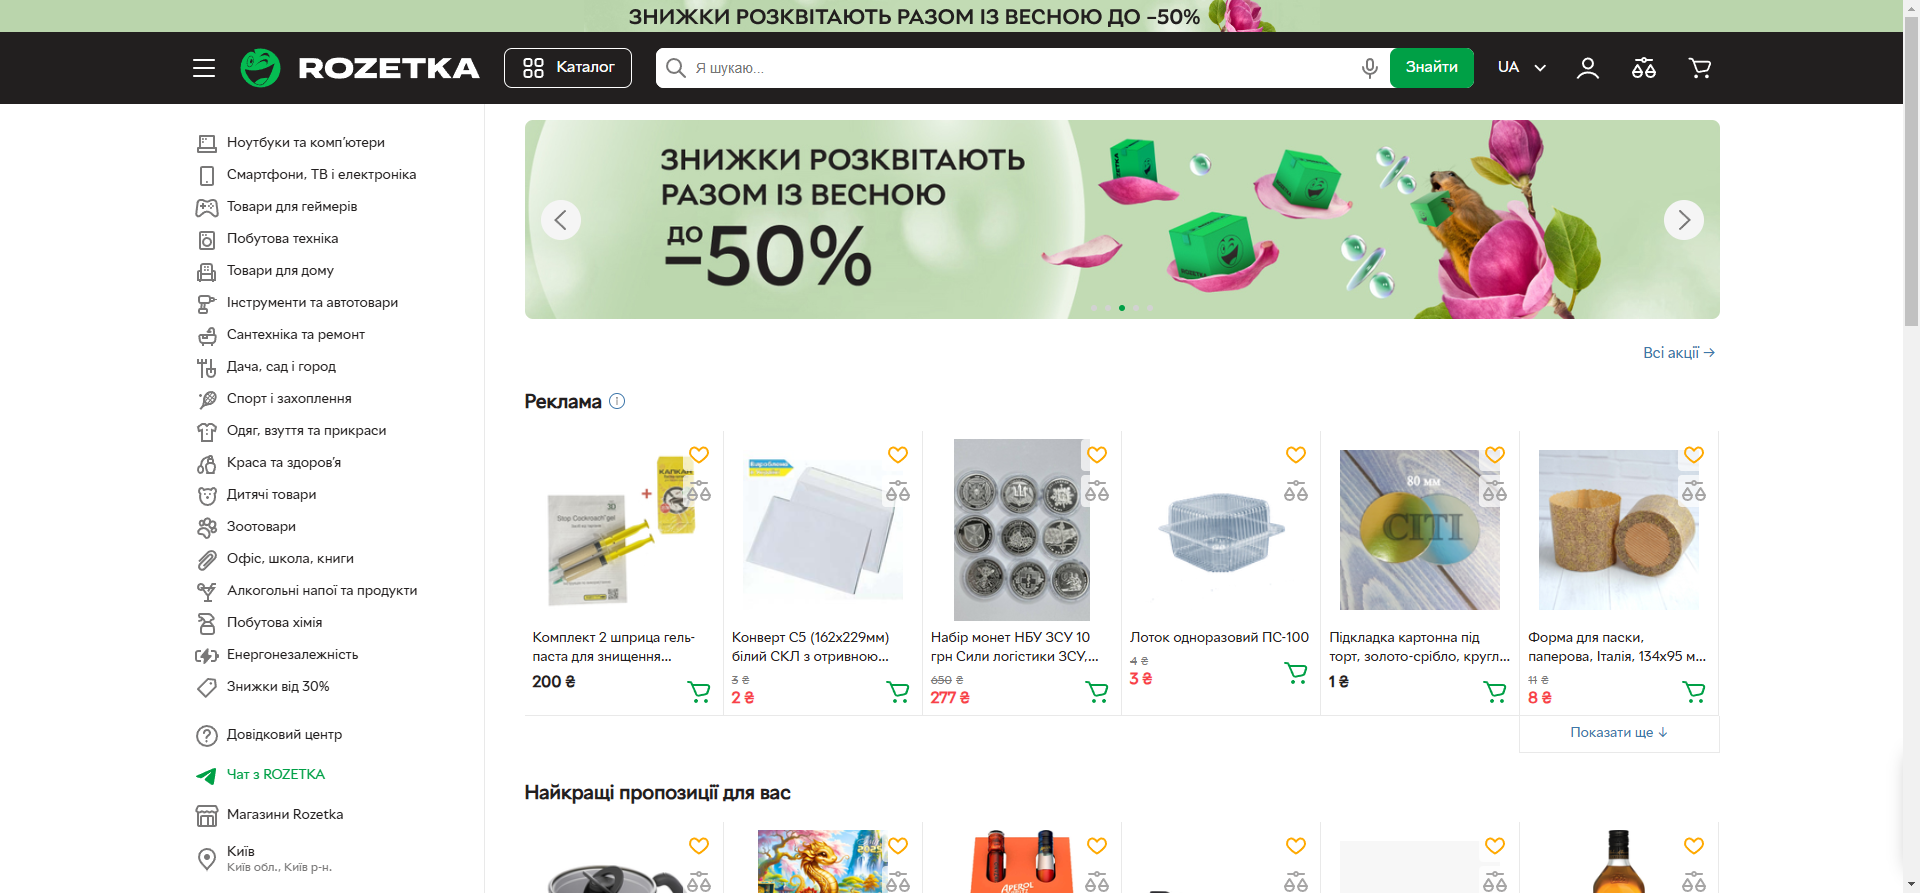 ЗНИЖКИ РОЗКВІТАЮТЬ РАЗОМ ІЗ ВЕСНОЮ ДО –50%
ROZETKA
Каталог
Я шукаю...
Знайти
UA
Ноутбуки та комп'ютери
Смартфони, ТВ і електроніка
Товари для геймерів
Побутова техніка
Товари для дому
Інструменти та автотовари
Сантехніка та ремонт
Дача, сад і город
Спорт і захоплення
Одяг, взуття та прикраси
Краса та здоров'я
Дитячі товари
Зоотовари
Офіс, школа, книги
Алкогольні напої та продукти
Побутова хімія
Енергонезалежність
Знижки від 30%
Довідковий центр
Чат з ROZETKA
Магазини Rozetka
Київ
Київ обл., Київ р-н.
ЗНИЖКИ РОЗКВІТАЮТЬ
РАЗОМ ІЗ ВЕСНОЮ
ДО
–50%
Всі акції →
Реклама
Комплект 2 шприца гель-
паста для знищення...
200 ₴
Конверт С5 (162х229мм)
білий СКЛ з отривною...
3 ₴
2 ₴
Набір монет НБУ ЗСУ 10
грн Сили логістики ЗСУ,...
650 ₴
277 ₴
Лоток одноразовий ПС-100
4 ₴
3 ₴
80 мм
CITI
Підкладка картонна під
торт, золото-срібло, кругл...
1 ₴
Форма для паски,
паперова, Італія, 134х95 м...
11 ₴
8 ₴
Показати ще ↓
Найкращі пропозиції для вас
2025
APEROL